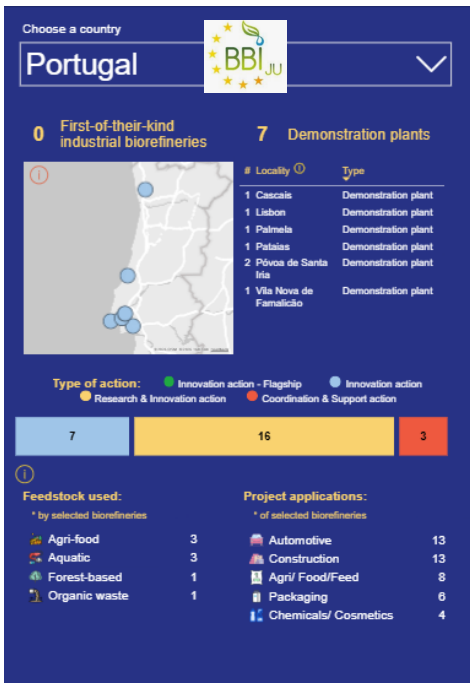 Choose a country
Portugal
BBI JU
0 First-of-their-kind industrial biorefineries
7 Demonstration plants
# Locality Type
1 Cascais Demonstration plant
1 Lisbon Demonstration plant
1 Palmela Demonstration plant
1 Pataias Demonstration plant
2 Póvoa de Santa Iria Demonstration plant
1 Vila Nova de Famalicão Demonstration plant
Type of action: Innovation action - Flagship Innovation action
Research & Innovation action Coordination & Support action
7 16 3
Feedstock used:
* by selected biorefineries
Agri-food 3
Aquatic 3
Forest-based 1
Organic waste 1
Project applications:
* of selected biorefineries
Automotive 13
Construction 13
Agri/ Food/Feed 8
Packaging 6
Chemicals/ Cosmetics 4